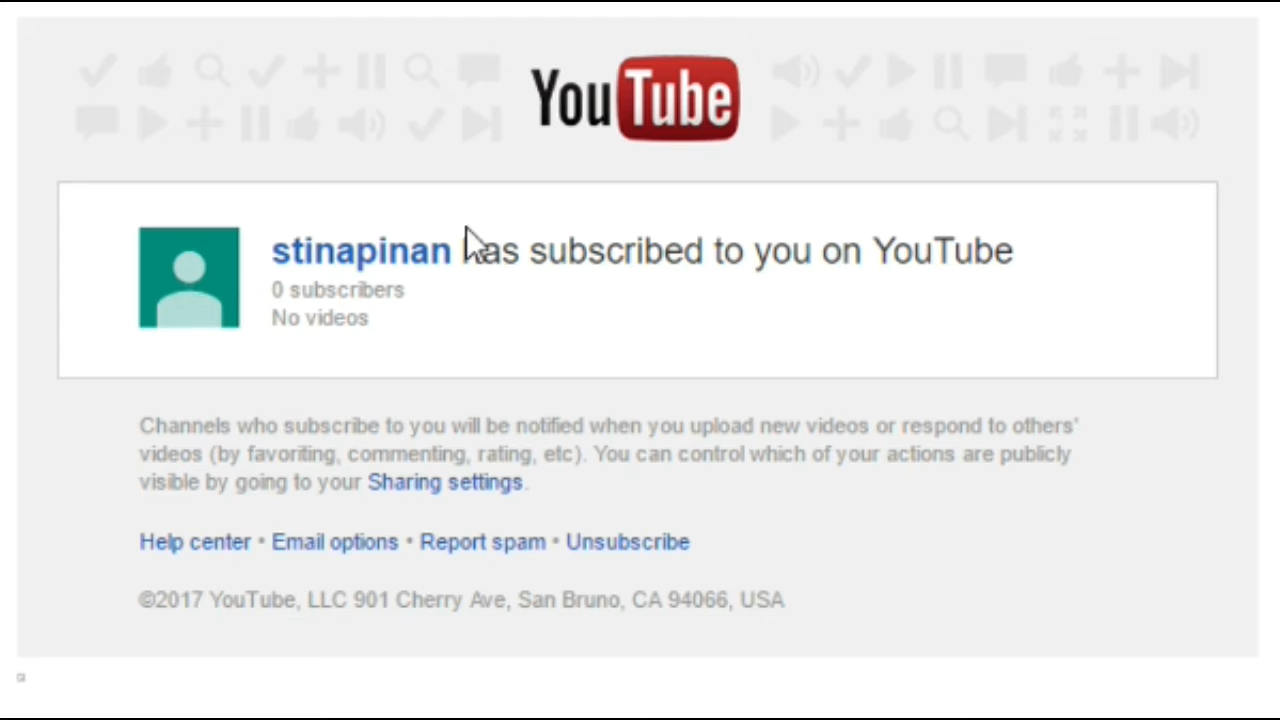 YouTube
stinapinan has subscribed to you on YouTube
0 subscribers
No videos
Channels who subscribe to you will be notified when you upload new videos or respond to others'
videos (by favoriting, commenting, rating, etc). You can control which of your actions are publicly
visible by going to your Sharing settings.
Help center • Email options • Report spam • Unsubscribe
©2017 YouTube, LLC 901 Cherry Ave, San Bruno, CA 94066, USA